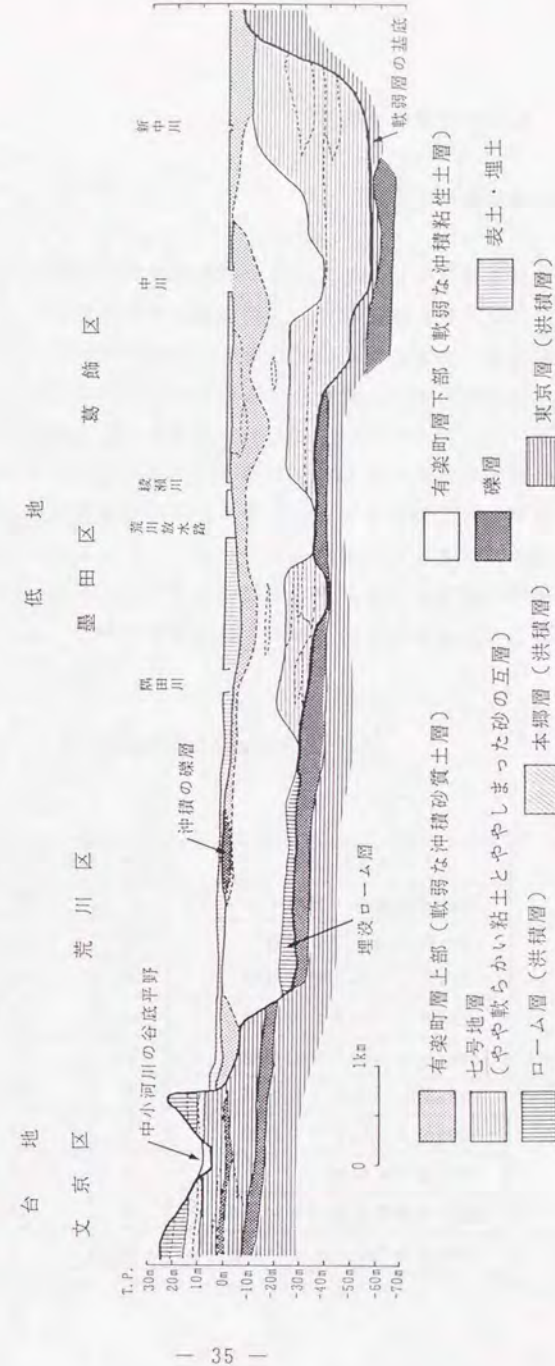 台　地
低　地
文京区
荒川区
墨田区
葛飾区
中小河川の谷底平野
沖積の礫層
隅田川
荒川放水路
綾瀬川
中川
新中川
T.P.
30m
20m
10m
0m
-10m
-20m
-30m
-40m
-50m
-60m
-70m
埋没ローム層
軟弱層の基底
0
1km
有楽町層上部（軟弱な沖積砂質土層）
有楽町層下部（軟弱な沖積粘性土層）
七号地層
（やや軟らかい粘土とややしまった砂の互層）
礫層
表土・埋土
ローム層（洪積層）
本郷層（洪積層）
東京層（洪積層）
— 35 —